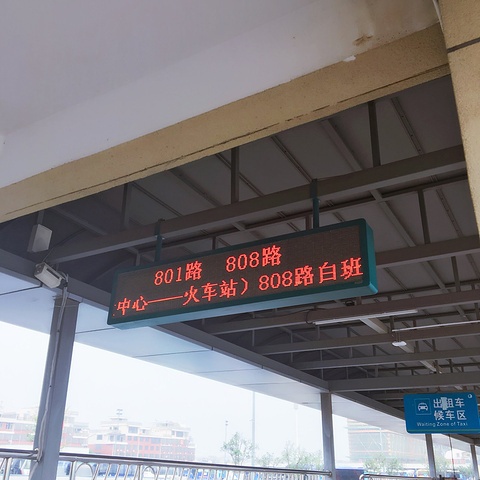 801路 808路
中心——火车站）808路白班
出租车
候车区
Waiting Zone of Taxi